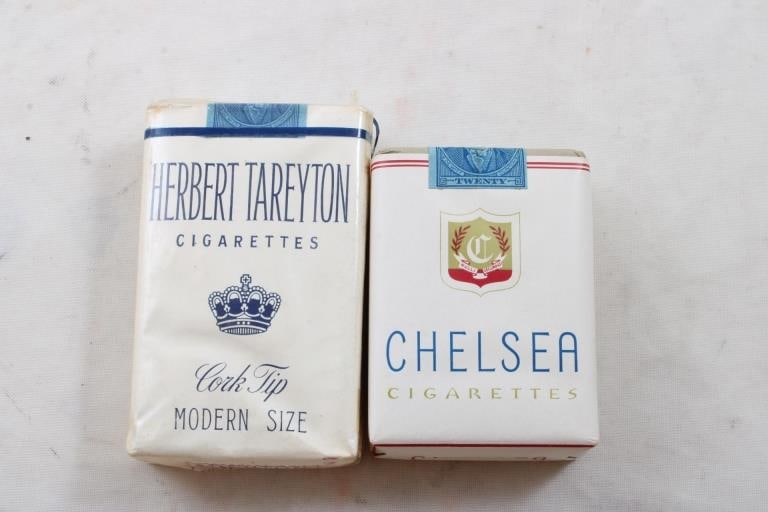 HERBERT TAREYTON
CIGARETTES
Cork Tip
MODERN SIZE
TWENTY
C
CHELSEA
CIGARETTES